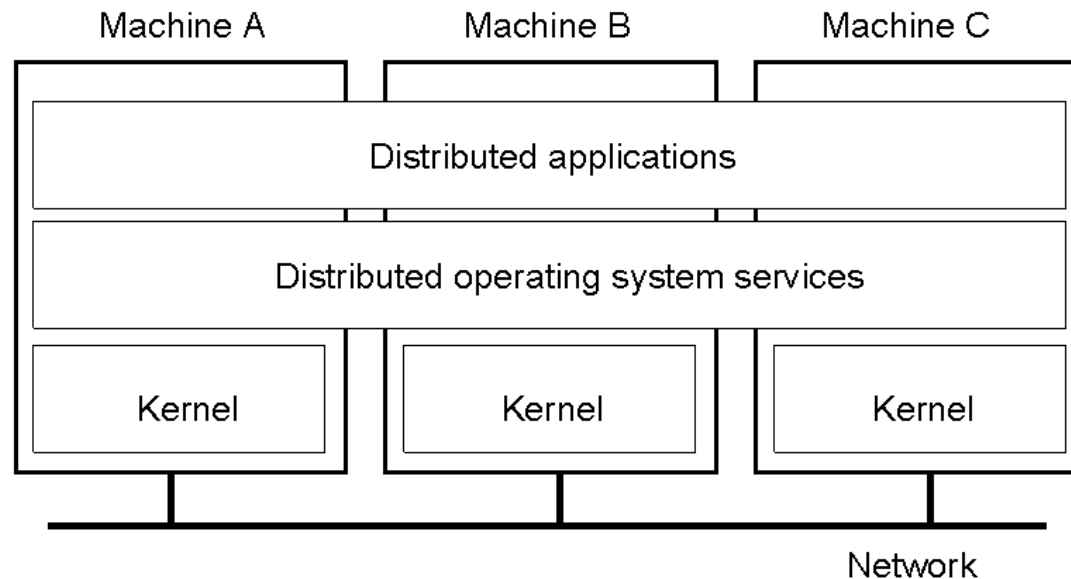 Machine A Machine B Machine C
Distributed applications
Distributed operating system services
Kernel Kernel Kernel
Network